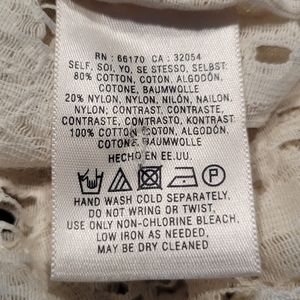 RN : 66170 CA : 32054
SELF, SOI, YO, SE STESSO, SELBST:
80% COTTON, COTON, ALGODÓN,
COTONE, BAUMWOLLE
20% NYLON, NYLON, NILÓN, NAILON,
NYLON; CONTRAST, CONTRASTE,
CONTRASTE, CONTRASTO, KONTRAST:
100% COTTON, COTON, ALGODÓN,
COTONE, BAUMWOLLE
HECHO EN EE.UU.
P
HAND WASH COLD SEPARATELY,
DO NOT WRING OR TWIST,
USE ONLY NON-CHLORINE BLEACH,
LOW IRON AS NEEDED,
MAY BE DRY CLEANED